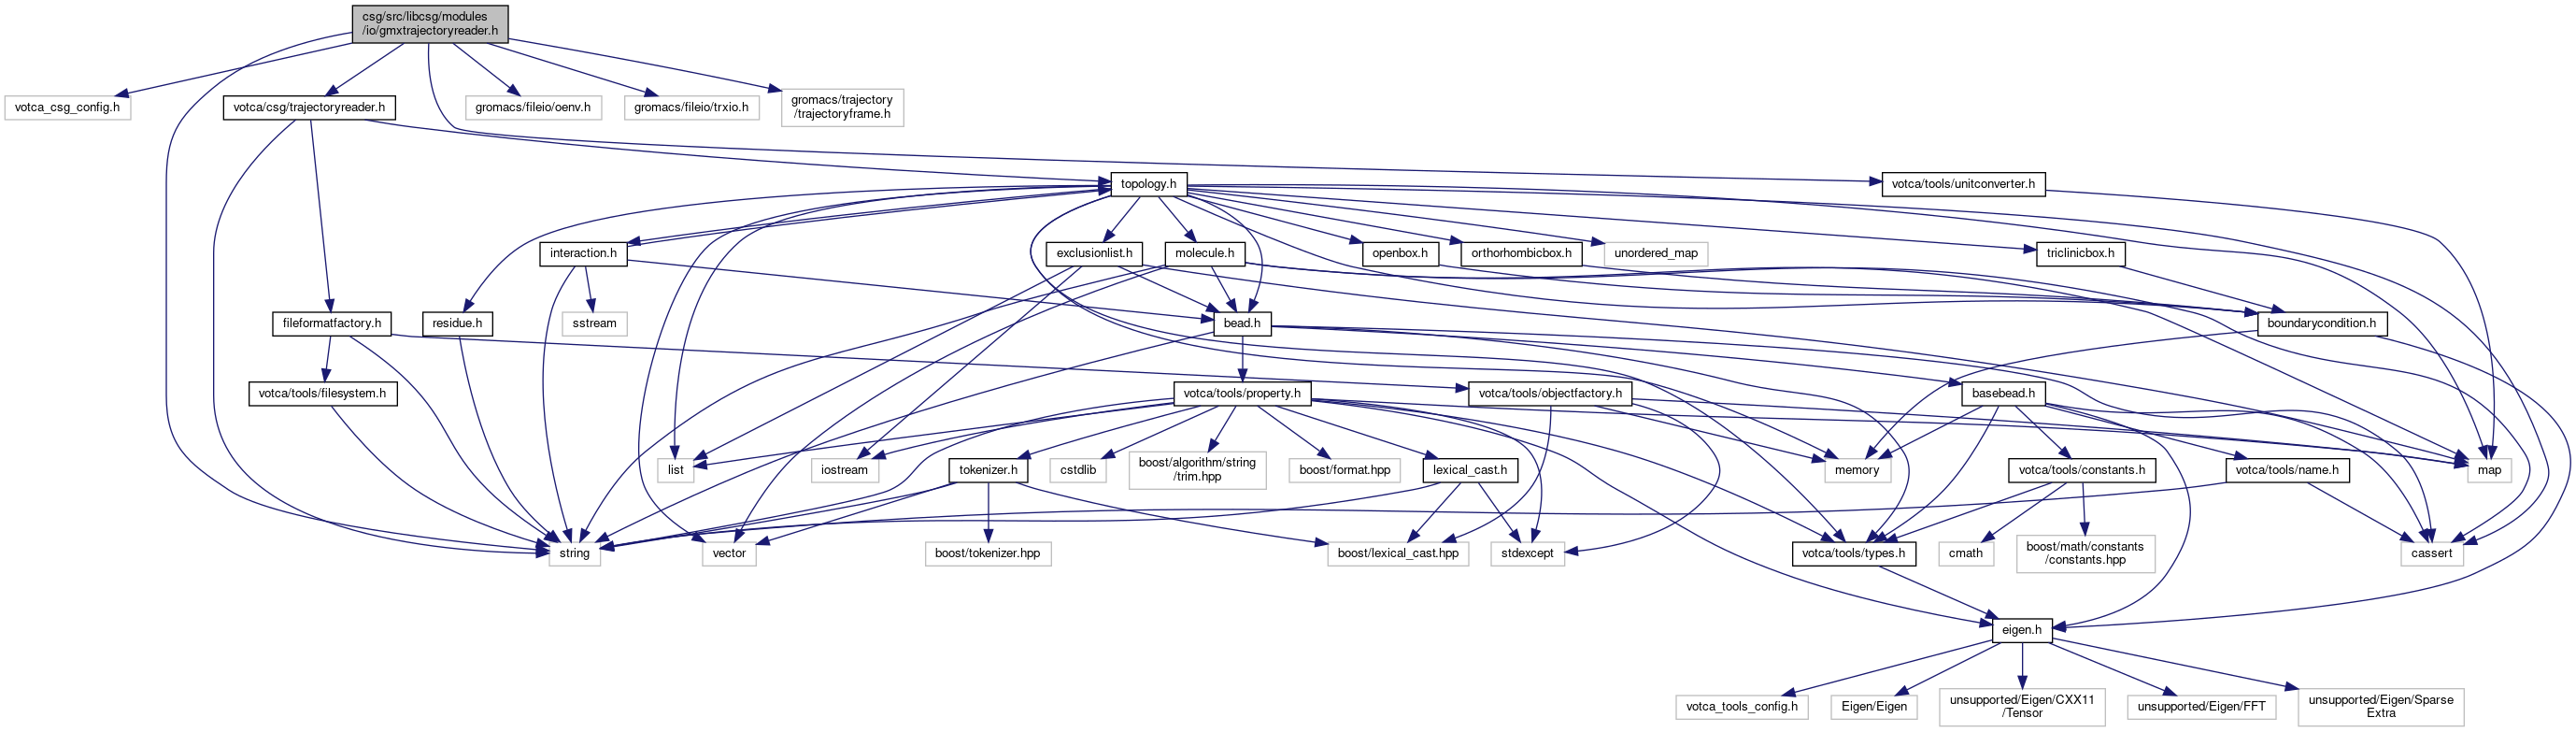 csg/src/libcsg/modules
/io/gmxtrajectoryreader.h
votca_csg_config.h
votca/csg/trajectoryreader.h
gromacs/fileio/oenv.h
gromacs/fileio/trxio.h
gromacs/trajectory
/trajectoryframe.h
topology.h
votca/tools/unitconverter.h
interaction.h
exclusionlist.h
molecule.h
openbox.h
orthorhombicbox.h
unordered_map
triclinicbox.h
fileformatfactory.h
residue.h
sstream
bead.h
boundarycondition.h
votca/tools/filesystem.h
votca/tools/property.h
votca/tools/objectfactory.h
basebead.h
list
iostream
tokenizer.h
cstdlib
boost/algorithm/string
/trim.hpp
boost/format.hpp
lexical_cast.h
memory
votca/tools/constants.h
votca/tools/name.h
map
string
vector
boost/tokenizer.hpp
boost/lexical_cast.hpp
stdexcept
votca/tools/types.h
cmath
boost/math/constants
/constants.hpp
cassert
eigen.h
votca_tools_config.h
Eigen/Eigen
unsupported/Eigen/CXX11
/Tensor
unsupported/Eigen/FFT
unsupported/Eigen/Sparse
Extra